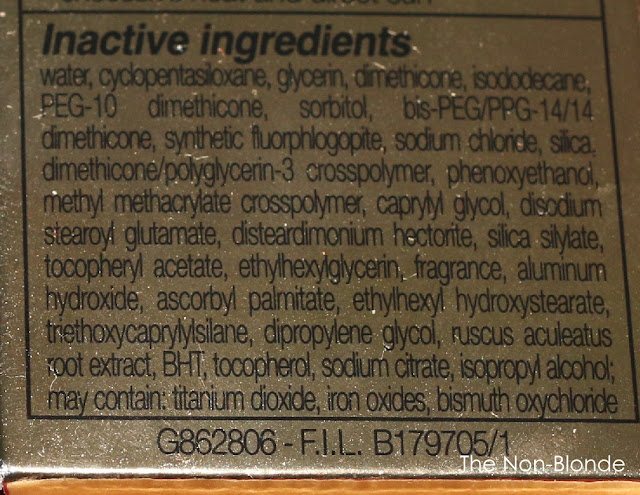 Inactive ingredients
water, cyclopentasiloxane, glycerin, dimethicone, isododecane,
PEG-10 dimethicone, sorbitol, bis-PEG/PPG-14/14
dimethicone, synthetic fluorphlogopite, sodium chloride, silica,
dimethicone/polyglycerin-3 crosspolymer, phenoxyethanol,
methyl methacrylate crosspolymer, caprylyl glycol, disodium
stearoyl glutamate, disteardimonium hectorite, silica silylate,
tocopheryl acetate, ethylhexylglycerin, fragrance, aluminum
hydroxide, ascorbyl palmitate, ethylhexyl hydroxystearate,
triethoxycaprylylsilane, dipropylene glycol, ruscus aculeatus
root extract, BHT, tocopherol, sodium citrate, isopropyl alcohol;
may contain: titanium dioxide, iron oxides, bismuth oxychloride
G862806 - F.I.L. B179705/1
The Non-Blonde